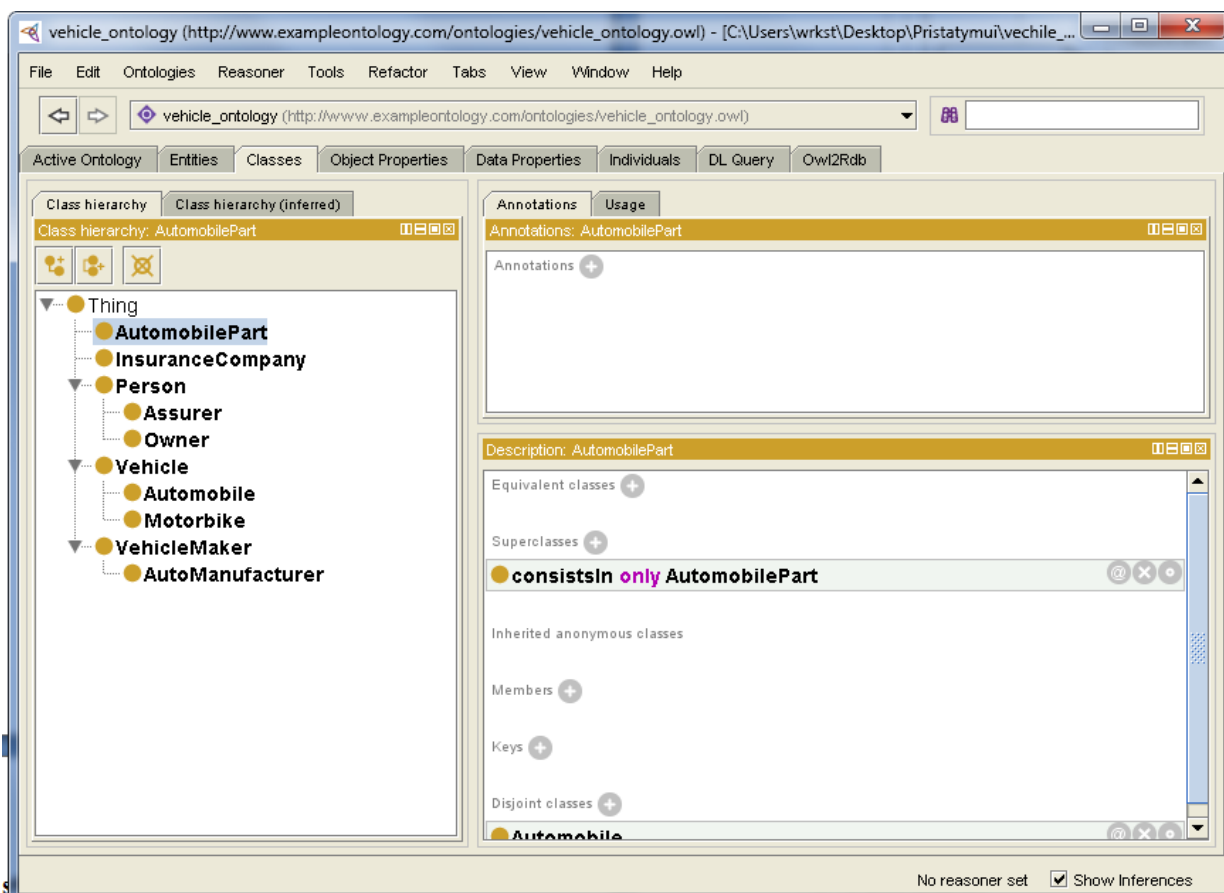 vehicle_ontology (http://www.exampleontology.com/ontologies/vehicle_ontology.owl) - [C:\Users\wrkst\Desktop\Pristatymui\vechile_...
File Edit Ontologies Reasoner Tools Refactor Tabs View Window Help
vehicle_ontology (http://www.exampleontology.com/ontologies/vehicle_ontology.owl)
Active Ontology Entities Classes Object Properties Data Properties Individuals DL Query Owl2Rdb
Class hierarchy Class hierarchy (inferred)
Class hierarchy: AutomobilePart
Thing
AutomobilePart
InsuranceCompany
Person
Assurer
Owner
Vehicle
Automobile
Motorbike
VehicleMaker
AutoManufacturer
Annotations Usage
Annotations: AutomobilePart
Annotations
Description: AutomobilePart
Equivalent classes
Superclasses
consistsIn only AutomobilePart
Inherited anonymous classes
Members
Keys
Disjoint classes
Automobile
No reasoner set Show Inferences